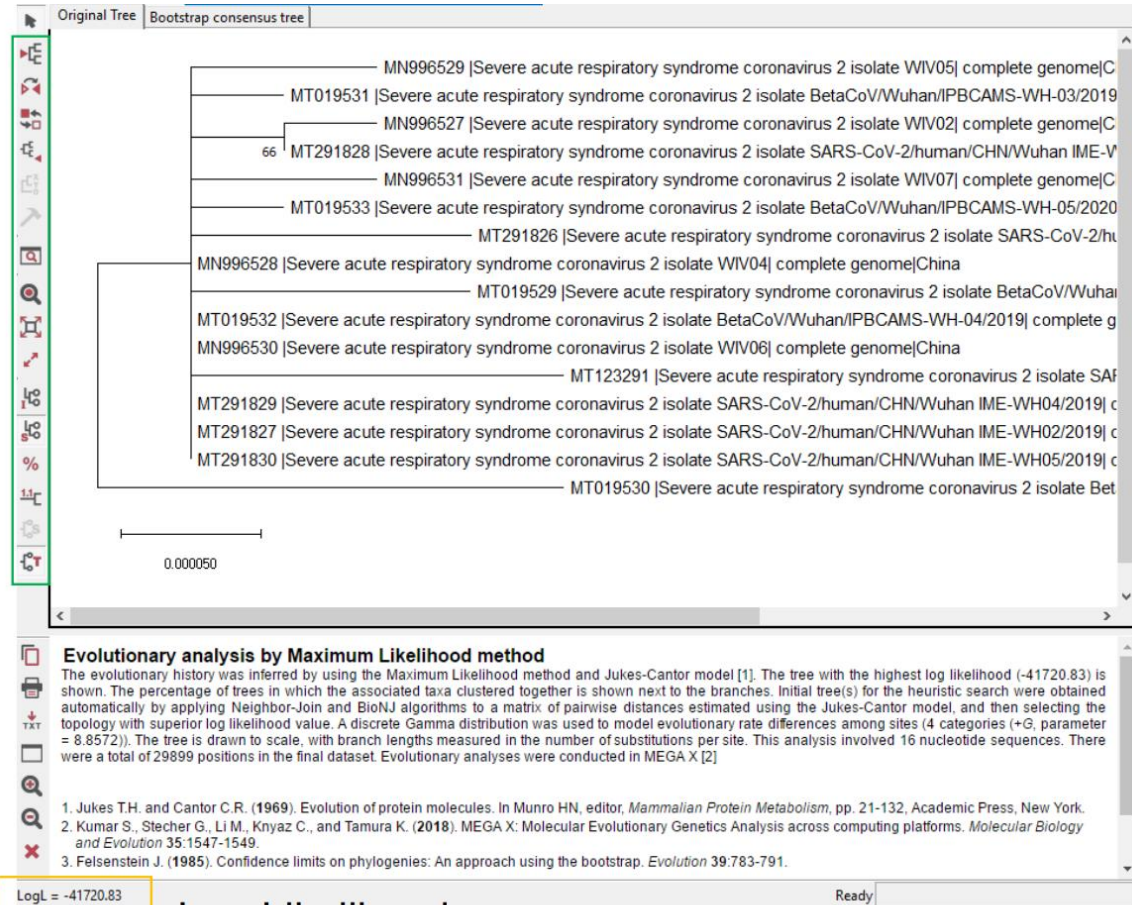 Original Tree Bootstrap consensus tree
MN996529 |Severe acute respiratory syndrome coronavirus 2 isolate WIV05| complete genome|C
MT019531 |Severe acute respiratory syndrome coronavirus 2 isolate BetaCoV/Wuhan/IPBCAMS-WH-03/2019
MN996527 |Severe acute respiratory syndrome coronavirus 2 isolate WIV02| complete genome|C
66 MT291828 |Severe acute respiratory syndrome coronavirus 2 isolate SARS-CoV-2/human/CHN/Wuhan IME-W
MN996531 |Severe acute respiratory syndrome coronavirus 2 isolate WIV07| complete genome|C
MT019533 |Severe acute respiratory syndrome coronavirus 2 isolate BetaCoV/Wuhan/IPBCAMS-WH-05/2020
MT291826 |Severe acute respiratory syndrome coronavirus 2 isolate SARS-CoV-2/hu
MN996528 |Severe acute respiratory syndrome coronavirus 2 isolate WIV04| complete genome|China
MT019529 |Severe acute respiratory syndrome coronavirus 2 isolate BetaCoV/Wuhan
MT019532 |Severe acute respiratory syndrome coronavirus 2 isolate BetaCoV/Wuhan/IPBCAMS-WH-04/2019| complete g
MN996530 |Severe acute respiratory syndrome coronavirus 2 isolate WIV06| complete genome|China
MT123291 |Severe acute respiratory syndrome coronavirus 2 isolate SAR
MT291829 |Severe acute respiratory syndrome coronavirus 2 isolate SARS-CoV-2/human/CHN/Wuhan IME-WH04/2019| c
MT291827 |Severe acute respiratory syndrome coronavirus 2 isolate SARS-CoV-2/human/CHN/Wuhan IME-WH02/2019| c
MT291830 |Severe acute respiratory syndrome coronavirus 2 isolate SARS-CoV-2/human/CHN/Wuhan IME-WH05/2019| c
MT019530 |Severe acute respiratory syndrome coronavirus 2 isolate Bet
0.000050
Evolutionary analysis by Maximum Likelihood method
The evolutionary history was inferred by using the Maximum Likelihood method and Jukes-Cantor model [1]. The tree with the highest log likelihood (-41720.83) is
shown. The percentage of trees in which the associated taxa clustered together is shown next to the branches. Initial tree(s) for the heuristic search were obtained
automatically by applying Neighbor-Join and BioNJ algorithms to a matrix of pairwise distances estimated using the Jukes-Cantor model, and then selecting the
topology with superior log likelihood value. A discrete Gamma distribution was used to model evolutionary rate differences among sites (4 categories (+G, parameter
= 8.8572)). The tree is drawn to scale, with branch lengths measured in the number of substitutions per site. This analysis involved 16 nucleotide sequences. There
were a total of 29899 positions in the final dataset. Evolutionary analyses were conducted in MEGA X [2]
1. Jukes T.H. and Cantor C.R. (1969). Evolution of protein molecules. In Munro HN, editor, Mammalian Protein Metabolism, pp. 21-132, Academic Press, New York.
2. Kumar S., Stecher G., Li M., Knyaz C., and Tamura K. (2018). MEGA X: Molecular Evolutionary Genetics Analysis across computing platforms. Molecular Biology
and Evolution 35:1547-1549.
3. Felsenstein J. (1985). Confidence limits on phylogenies: An approach using the bootstrap. Evolution 39:783-791.
LogL = -41720.83
Ready